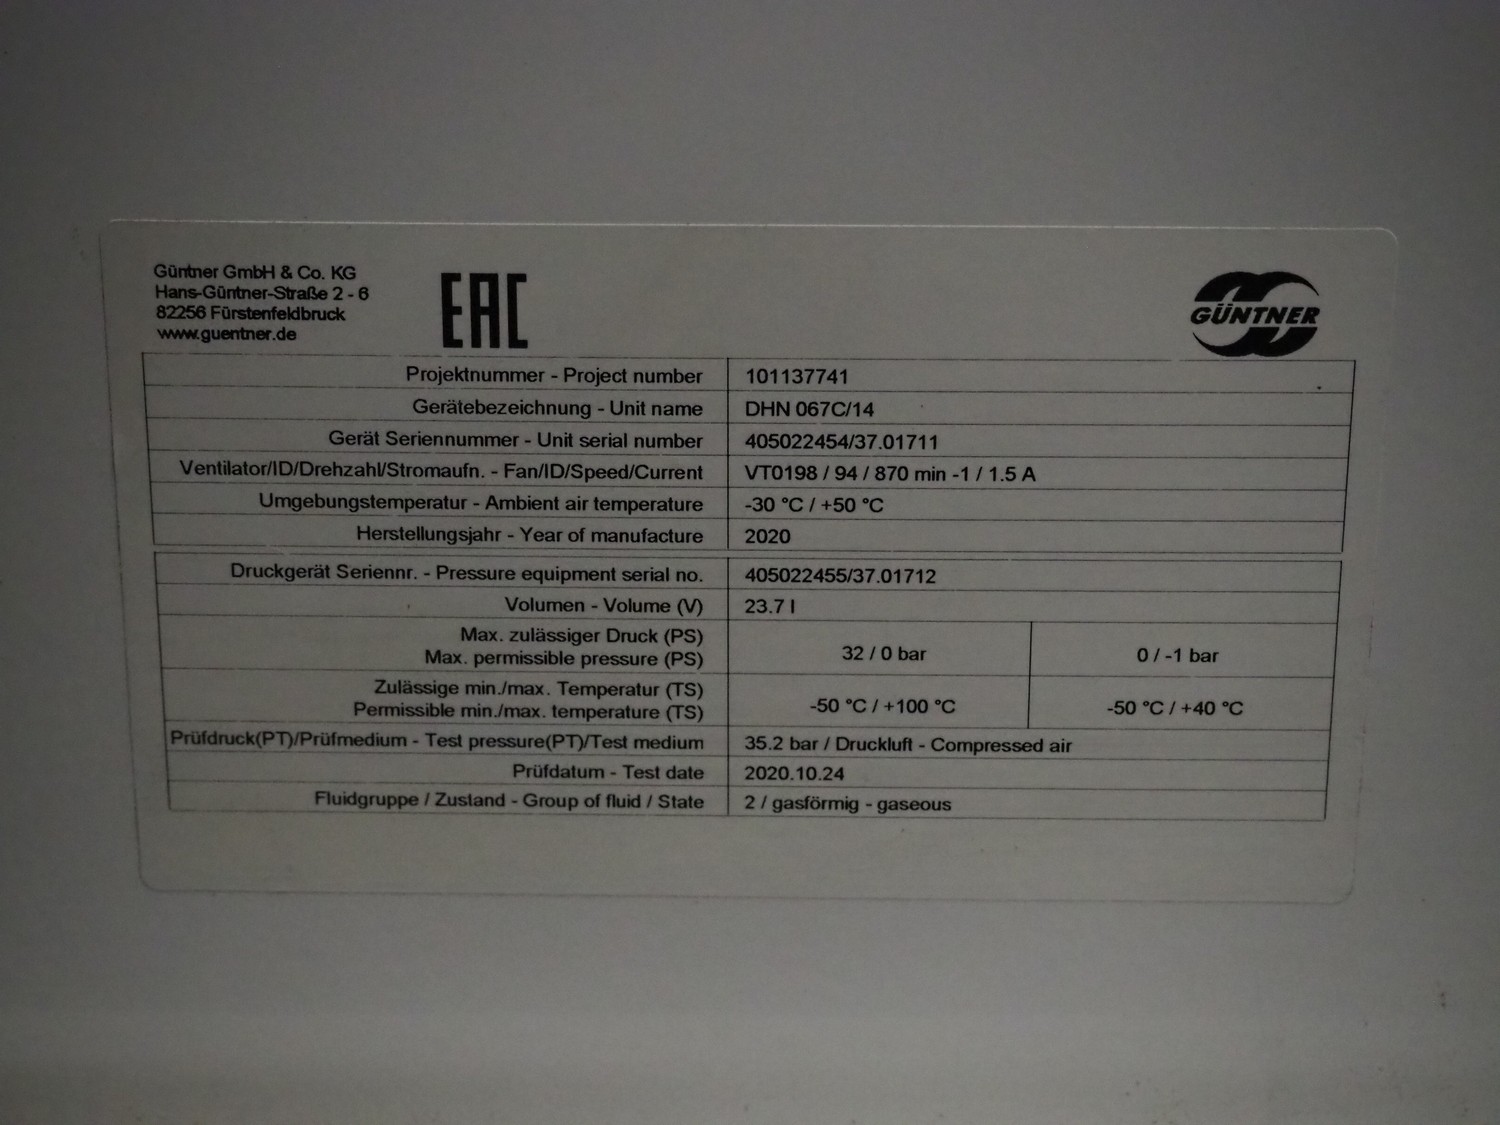 Güntner GmbH & Co. KG
Hans-Güntner-Straße 2 - 6
82256 Fürstenfeldbruck
www.guentner.de
EAC
GÜNTNER
Projektnummer - Project number 101137741
Gerätebezeichnung - Unit name DHN 067C/14
Gerät Seriennummer - Unit serial number 405022454/37.01711
Ventilator/ID/Drehzahl/Stromaufn. - Fan/ID/Speed/Current VT0198 / 94 / 870 min -1 / 1.5 A
Umgebungstemperatur - Ambient air temperature -30 °C / +50 °C
Herstellungsjahr - Year of manufacture 2020
Druckgerät Seriennr. - Pressure equipment serial no. 405022455/37.01712
Volumen - Volume (V) 23.7 l
Max. zulässiger Druck (PS)
Max. permissible pressure (PS) 32 / 0 bar 0 / -1 bar
Zulässige min./max. Temperatur (TS)
Permissible min./max. temperature (TS) -50 °C / +100 °C -50 °C / +40 °C
Prüfdruck(PT)/Prüfmedium - Test pressure(PT)/Test medium 35.2 bar / Druckluft - Compressed air
Prüfdatum - Test date 2020.10.24
Fluidgruppe / Zustand - Group of fluid / State 2 / gasförmig - gaseous